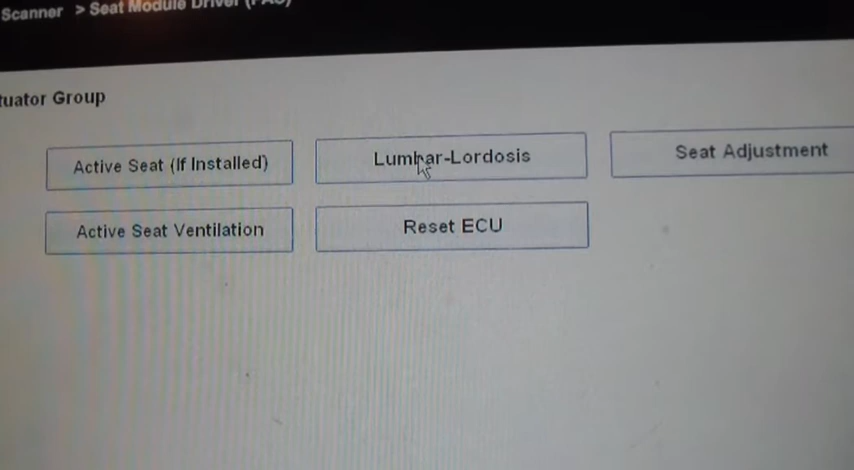 Scanner > Seat Module Driver (FAS)
tuator Group
Active Seat (If Installed)
Lumbar-Lordosis
Seat Adjustment
Active Seat Ventilation
Reset ECU